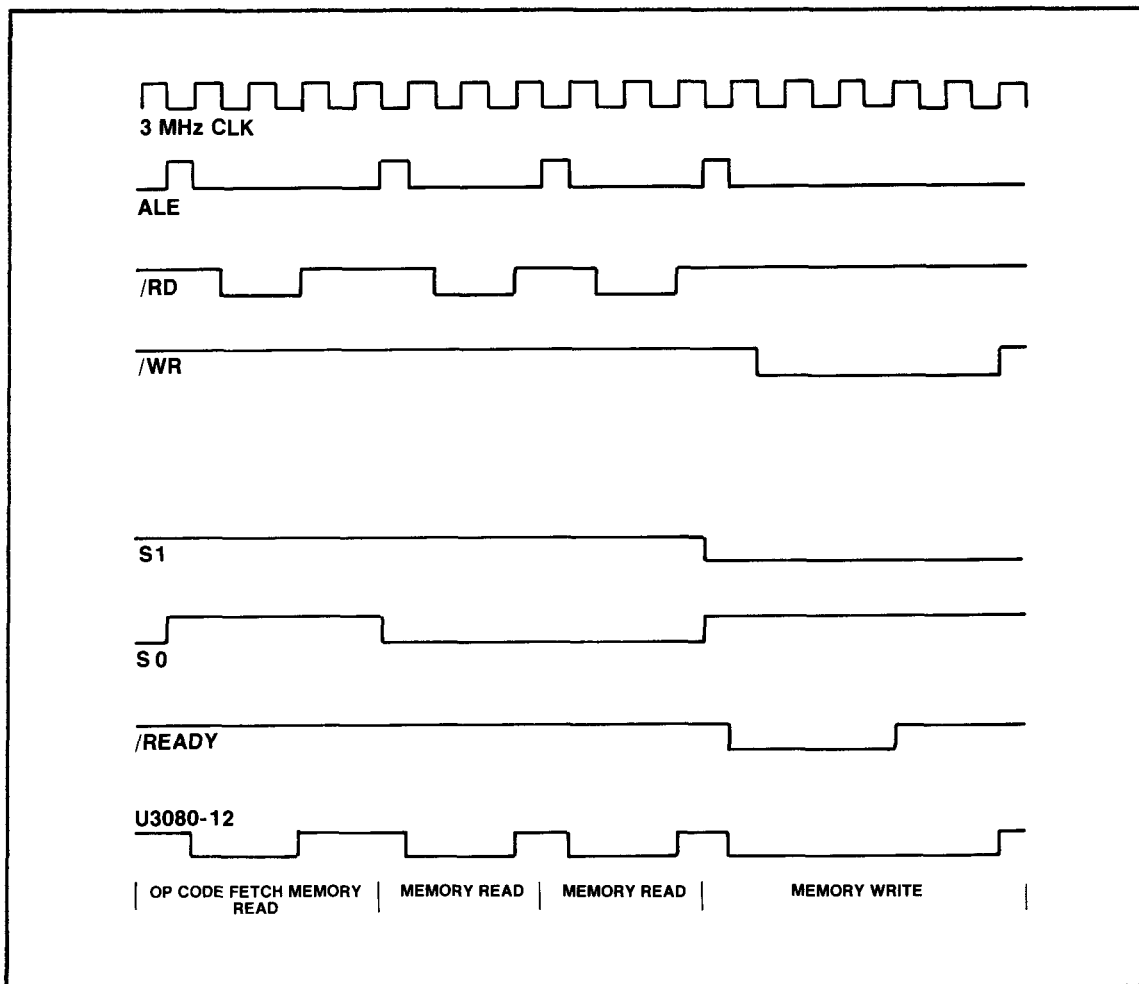 3 MHz CLK
ALE
/RD
/WR
S1
S0
/READY
U3080-12
OP CODE FETCH MEMORY
READ
MEMORY READ
MEMORY READ
MEMORY WRITE